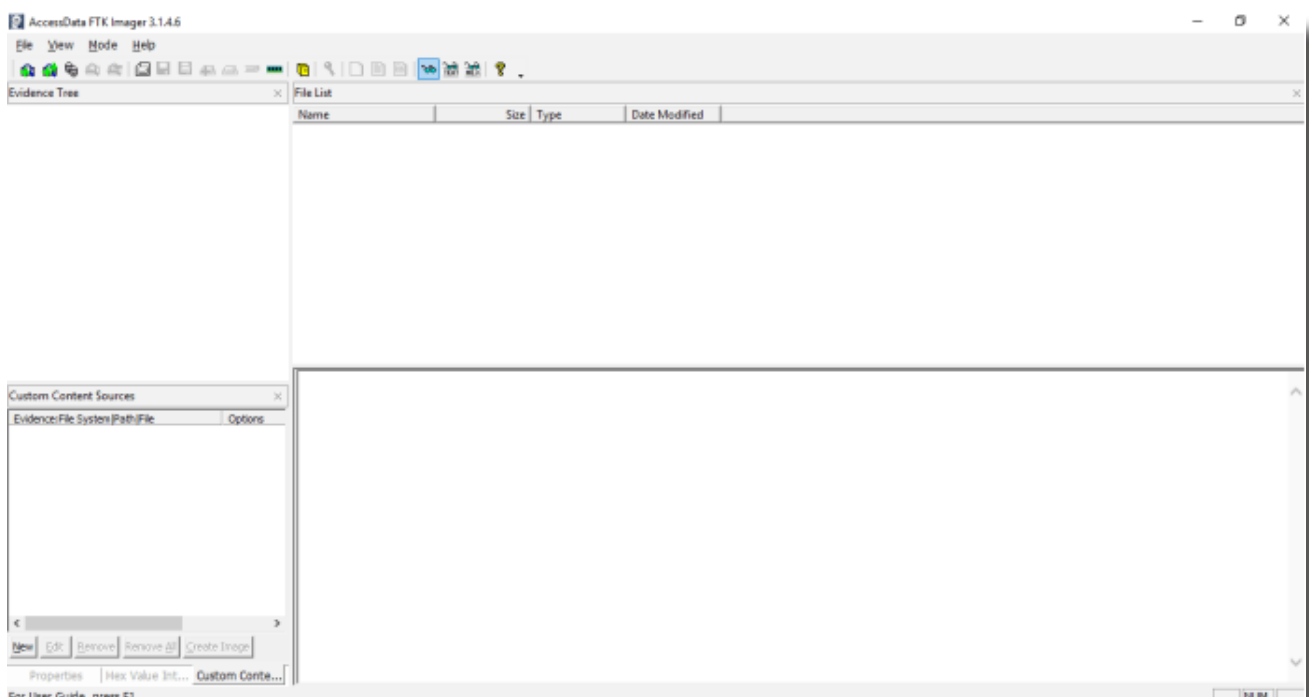 AccessData FTK Imager 3.1.4.6
File View Mode Help
Evidence Tree
File List
Name Size Type Date Modified
Custom Content Sources
Evidence:File System|Path|File Options
New Edit Remove Remove All Create Image
Properties Hex Value Int... Custom Conte...
For User Guide, press F1
NUM